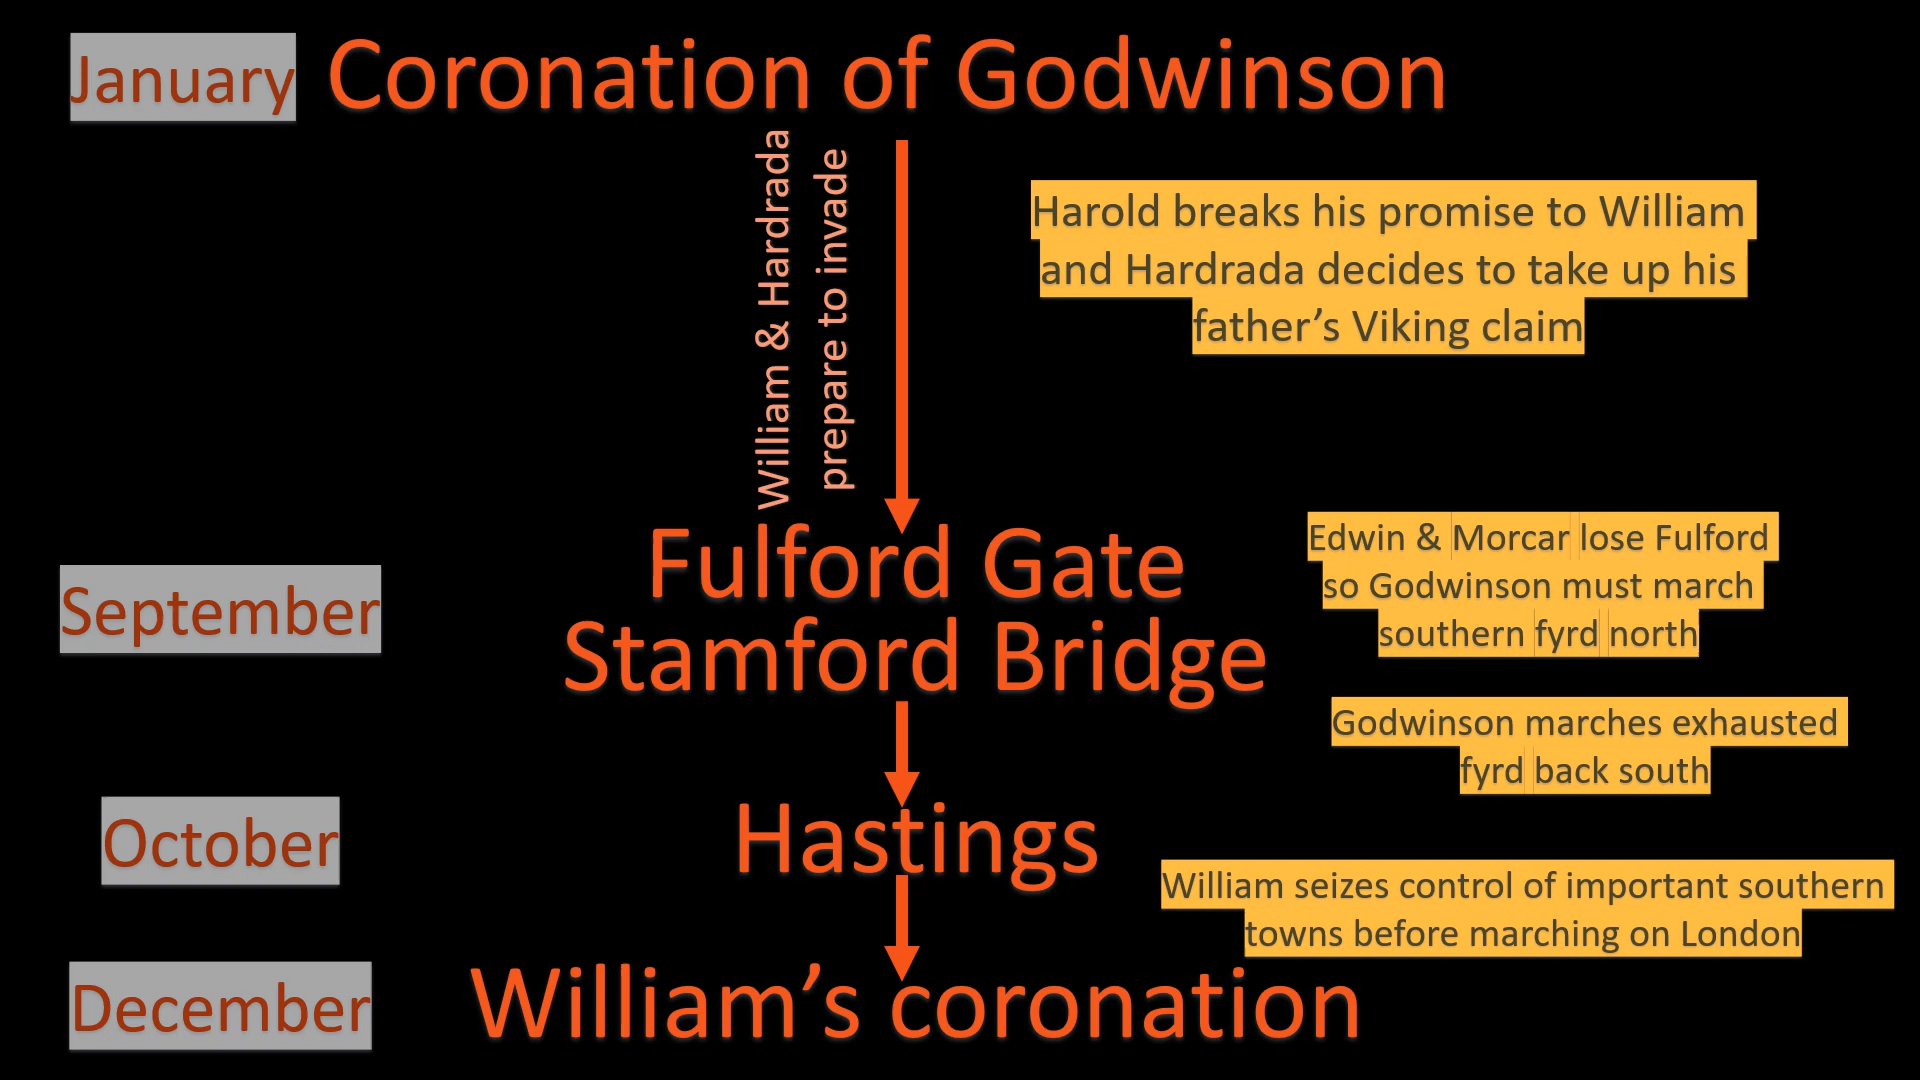 January
Coronation of Godwinson
William & Hardrada
prepare to invade
Harold breaks his promise to William
and Hardrada decides to take up his
father’s Viking claim
September
Fulford Gate
Stamford Bridge
Edwin & Morcar lose Fulford
so Godwinson must march
southern fyrd north
Godwinson marches exhausted
fyrd back south
October
Hastings
William seizes control of important southern
towns before marching on London
December
William’s coronation